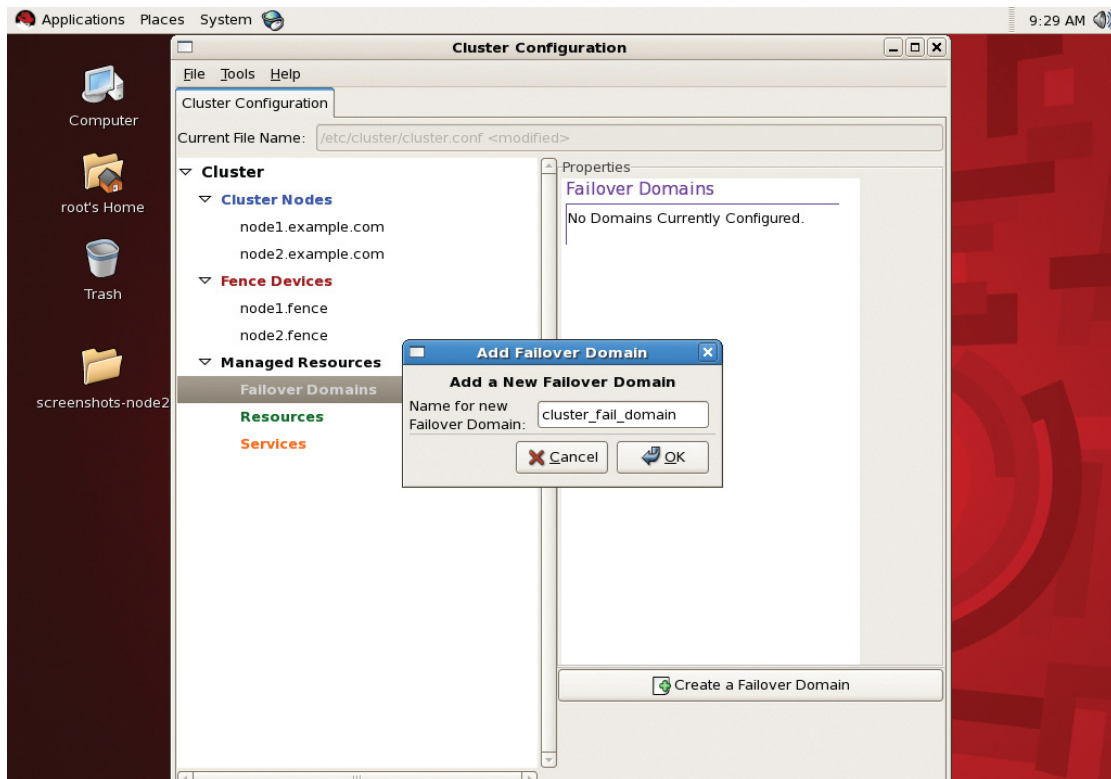 Applications Places System
9:29 AM
Computer
root's Home
Trash
screenshots-node2
Cluster Configuration
File Tools Help
Cluster Configuration
Current File Name: /etc/cluster/cluster.conf <modified>
Cluster
Cluster Nodes
node1.example.com
node2.example.com
Fence Devices
node1.fence
node2.fence
Managed Resources
Failover Domains
Resources
Services
Properties
Failover Domains
No Domains Currently Configured.
Create a Failover Domain
Add Failover Domain
Add a New Failover Domain
Name for new
Failover Domain: cluster_fail_domain
Cancel OK